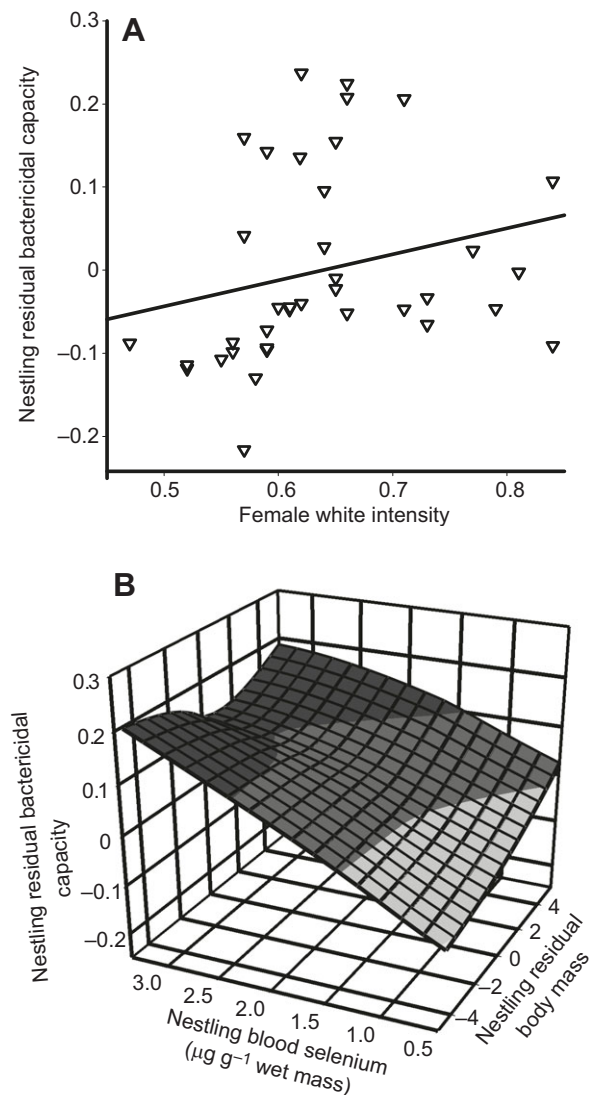 A
0.3
0.2
0.1
0
–0.1
–0.2
Nestling residual bactericidal capacity
0.5 0.6 0.7 0.8
Female white intensity
B
0.3
0.2
0.1
0
–0.1
–0.2
Nestling residual bactericidal
capacity
3.0 2.5 2.0 1.5 1.0 0.5
Nestling blood selenium
(μg g–1 wet mass)
4
2
0
–2
–4
Nestling residual
body mass